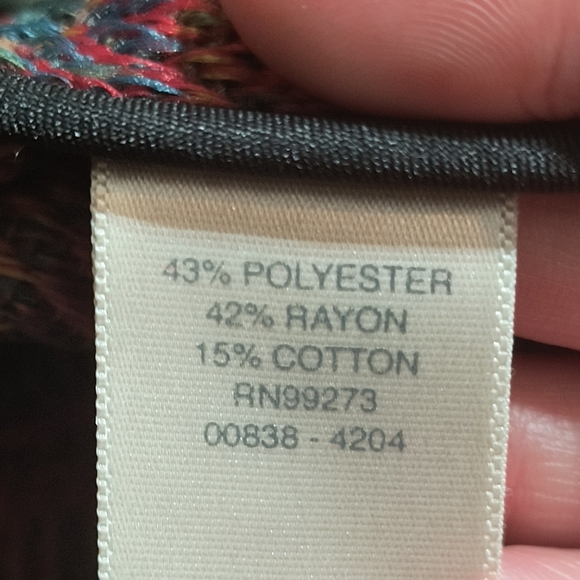 43% POLYESTER
42% RAYON
15% COTTON
RN99273
00838 - 4204